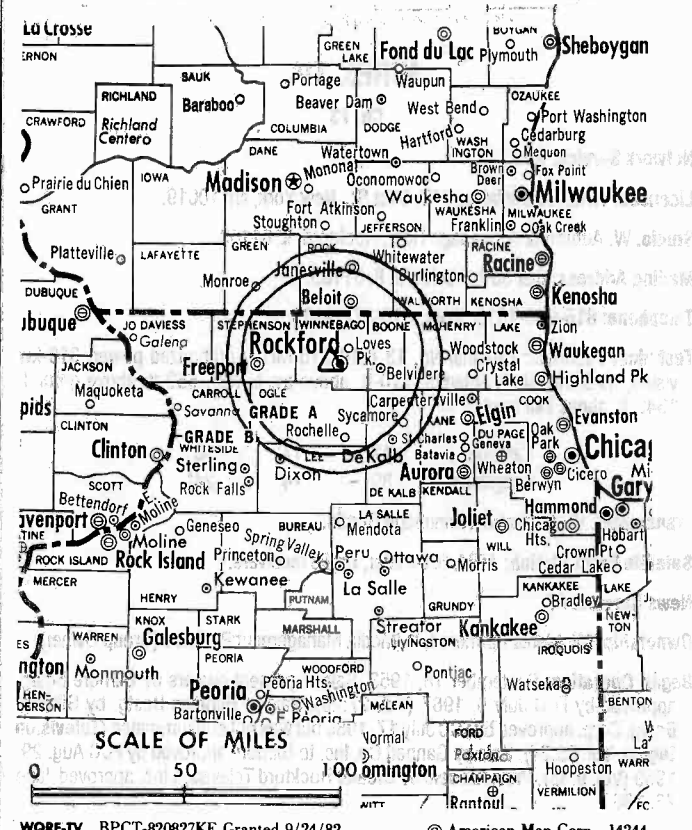 La Crosse
GREEN LAKE
Fond du Lac
Plymouth
Sheboygan
SAUK
Portage
Waupun
RICHLAND
Baraboo
Beaver Dam
West Bend
OZAUKEE
CRAWFORD
Richland Center
COLUMBIA
DODGE
Hartford
WASHINGTON
Port Washington
Cedarburg
Mequon
DANE
Watertown
Prairie du Chien
IOWA
Madison
Monona
Oconomowoc
Brown Deer
Fox Point
Milwaukee
GRANT
Fort Atkinson
Waukesha
WAUKESHA
MILWAUKEE
Stoughton
JEFFERSON
Franklin
Oak Creek
Platteville
LAFAYETTE
GREEN
ROCK
Whitewater
RACINE
Racine
Janesville
Burlington
DUBUQUE
Monroe
Beloit
WALWORTH
KENOSHA
Kenosha
JO DAVIESS
STEPHENSON
WINNEBAGO
BOONE
McHENRY
LAKE
Zion
Galena
Rockford
Loves Pk.
Woodstock
Waukegan
JACKSON
Freeport
Belvidere
Crystal Lake
Highland Pk
Maquoketa
CARROLL
OGLE
Carpentersville
COOK
Savanna
GRADE A
Sycamore
KANE
Elgin
Evanston
CLINTON
GRADE B
Rochelle
St Charles
DU PAGE
Geneva
Oak Park
Clinton
WHITESIDE
LEE
DeKalb
Batavia
Wheaton
Cicero
Sterling
Dixon
Aurora
Berwyn
SCOTT
Rock Falls
DE KALB
KENDALL
Gary
Bettendorf
E. Moline
LA SALLE
Hammond
Geneseo
BUREAU
Mendota
Joliet
Chicago Hts.
Hobart
Moline
Spring Valley
WILL
ROCK ISLAND
Rock Island
Princeton
Peru
Ottawa
Morris
Crown Pt
Cedar Lake
MERCER
Kewanee
La Salle
KANKAKEE
LAKE
HENRY
PUTNAM
GRUNDY
Bradley
NEWTON
KNOX
STARK
MARSHALL
Streator
Kankakee
WARREN
Galesburg
LIVINGSTON
IROQUOIS
PEORIA
WOODFORD
Monmouth
Pontiac
Watseka
Peoria
Peoria Hts.
Washington
BENTON
HENDERSON
Bartonville
E Peoria
McLEAN
SCALE OF MILES
Normal
FORD
0 50 100
Paxton
Hoopeston
WARR
CHAMPAIGN
Rantoul
VERMILION
WQRF-TV BPCT-820827KF Granted 9/24/82
© American Map Corp. 14244